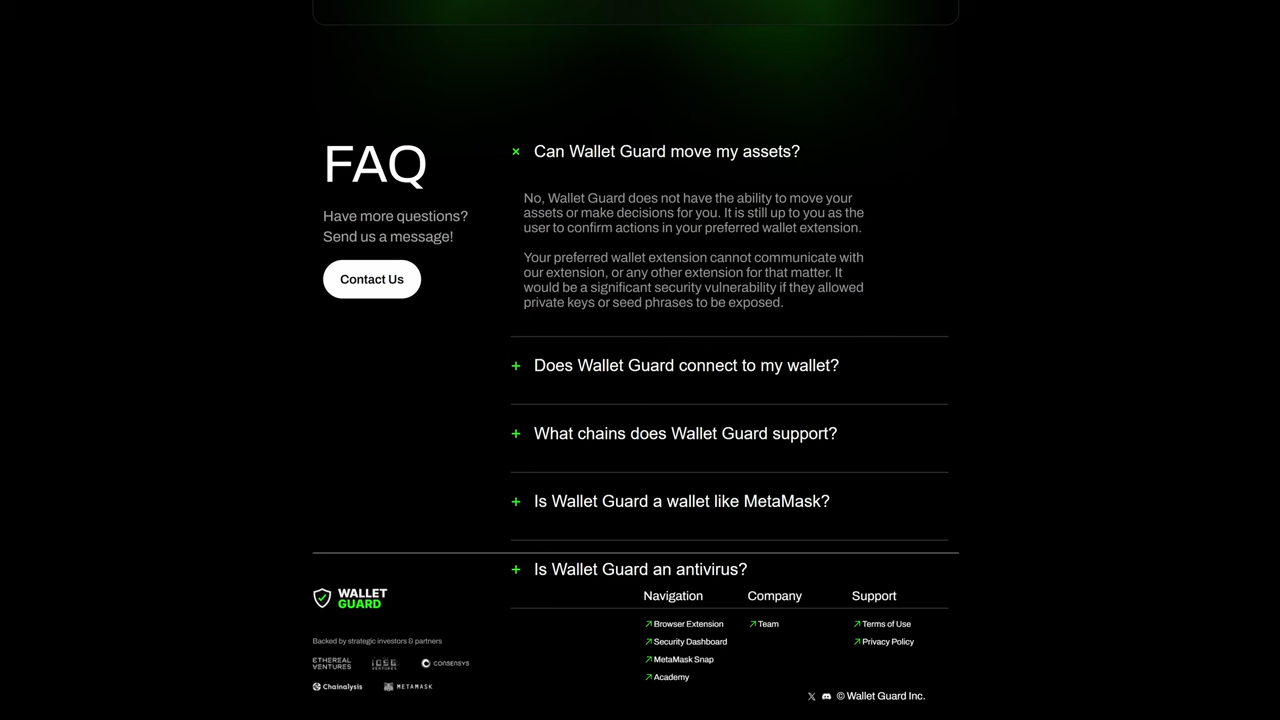 FAQ
Have more questions?
Send us a message!
Contact Us
Can Wallet Guard move my assets?
No, Wallet Guard does not have the ability to move your
assets or make decisions for you. It is still up to you as the
user to confirm actions in your preferred wallet extension.
Your preferred wallet extension cannot communicate with
our extension, or any other extension for that matter. It
would be a significant security vulnerability if they allowed
private keys or seed phrases to be exposed.
Does Wallet Guard connect to my wallet?
What chains does Wallet Guard support?
Is Wallet Guard a wallet like MetaMask?
Is Wallet Guard an antivirus?
WALLET
GUARD
Backed by strategic investors & partners
ETHEREAL
VENTURES
IOSG
VENTURES
CONSENSYS
Chainalysis
METAMASK
Navigation
Browser Extension
Security Dashboard
MetaMask Snap
Academy
Company
Team
Support
Terms of Use
Privacy Policy
© Wallet Guard Inc.